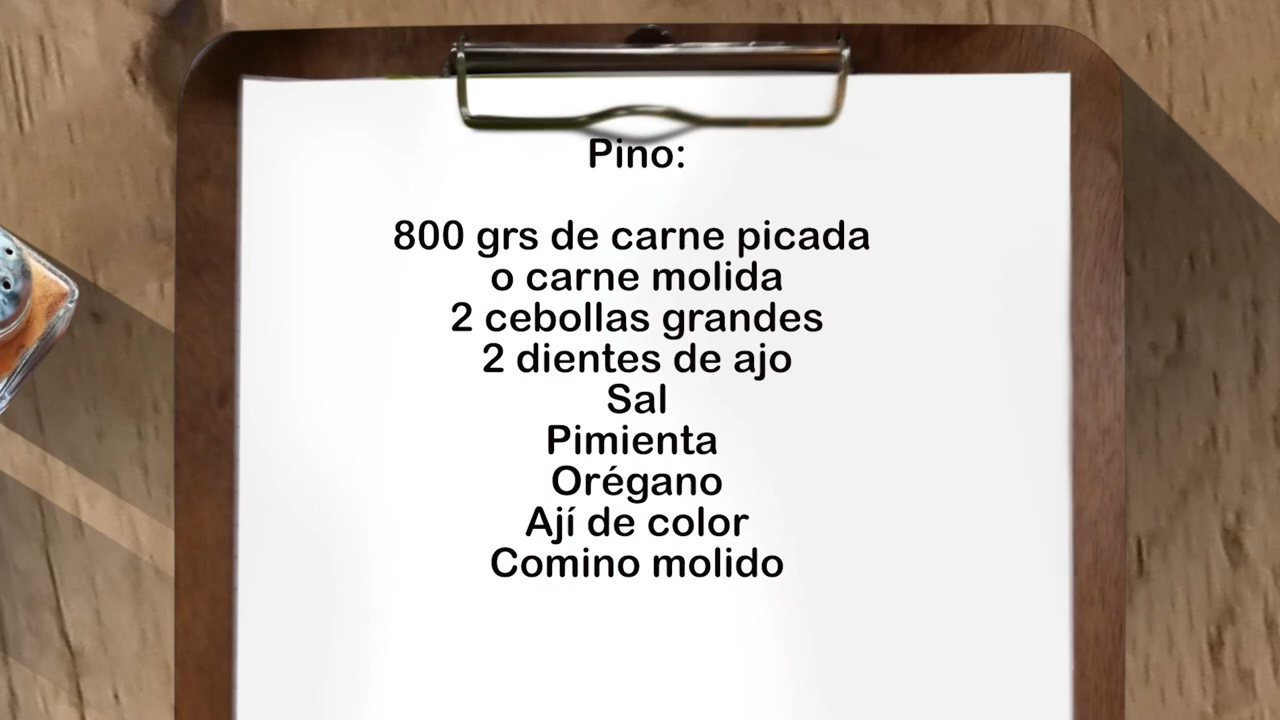 Pino:
800 grs de carne picada
o carne molida
2 cebollas grandes
2 dientes de ajo
Sal
Pimienta
Orégano
Ají de color
Comino molido